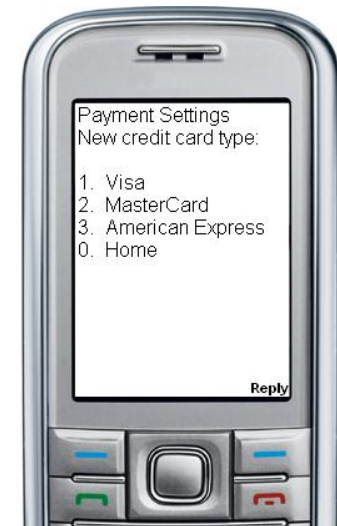 Payment Settings
New credit card type:
1. Visa
2. MasterCard
3. American Express
0. Home
Reply